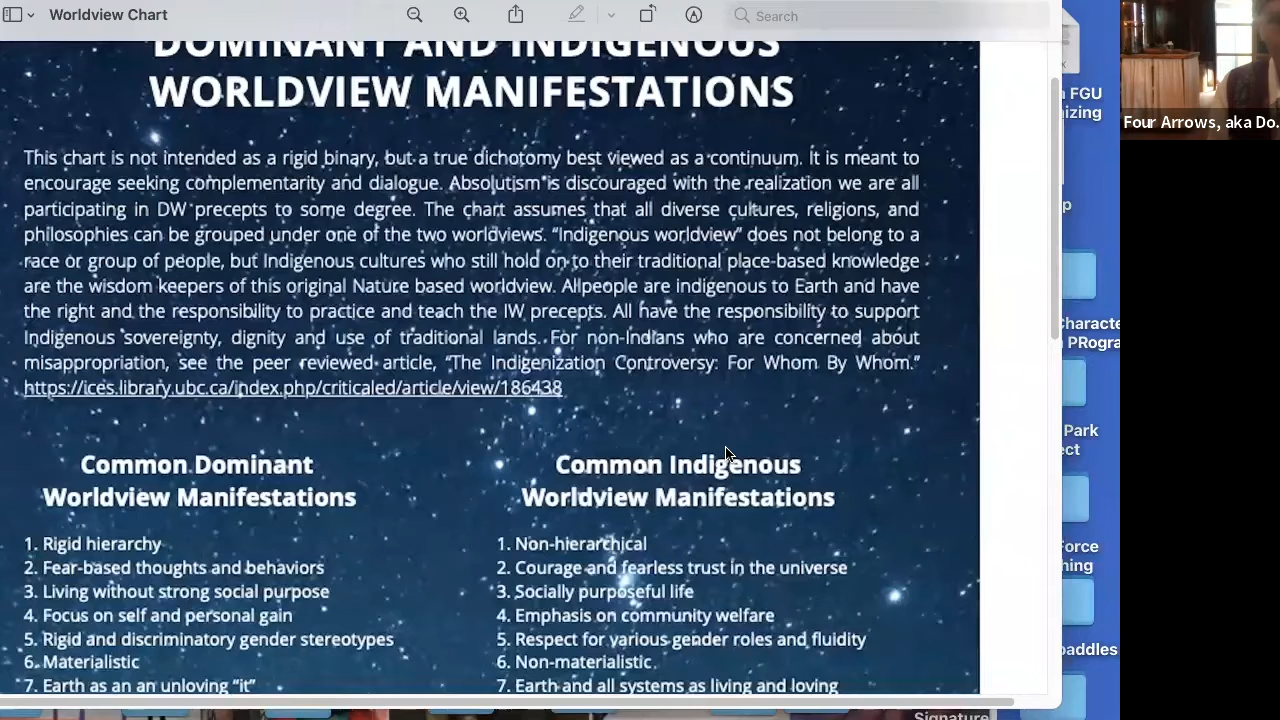 Worldview Chart
Search
DOMINANT AND INDIGENOUS
WORLDVIEW MANIFESTATIONS
This chart is not intended as a rigid binary, but a true dichotomy best viewed as a continuum. It is meant to
encourage seeking complementarity and dialogue. Absolutism is discouraged with the realization we are all
participating in DW precepts to some degree. The chart assumes that all diverse cultures, religions, and
philosophies can be grouped under one of the two worldviews. “Indigenous worldview” does not belong to a
race or group of people, but Indigenous cultures who still hold on to their traditional place-based knowledge
are the wisdom keepers of this original Nature based worldview. Allpeople are indigenous to Earth and have
the right and the responsibility to practice and teach the IW precepts. All have the responsibility to support
Indigenous sovereignty, dignity and use of traditional lands. For non-Indians who are concerned about
misappropriation, see the peer reviewed article, “The Indigenization Controversy: For Whom By Whom.”
https://ices.library.ubc.ca/index.php/criticaled/article/view/186438
Common Dominant
Worldview Manifestations
1. Rigid hierarchy
2. Fear-based thoughts and behaviors
3. Living without strong social purpose
4. Focus on self and personal gain
5. Rigid and discriminatory gender stereotypes
6. Materialistic
7. Earth as an an unloving “it”
Common Indigenous
Worldview Manifestations
1. Non-hierarchical
2. Courage and fearless trust in the universe
3. Socially purposeful life
4. Emphasis on community welfare
5. Respect for various gender roles and fluidity
6. Non-materialistic
7. Earth and all systems as living and loving
FGU
izing
p
Characte
PRogra
Park
ect
Force
hing
paddles
Signature
Four Arrows, aka Do...